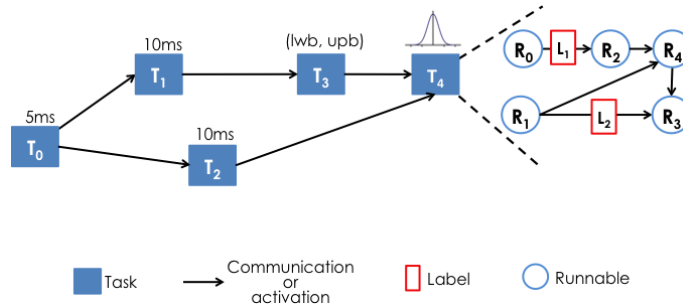 10ms
(lwb, upb)
R0 L1 R2 R4
T1 T3 T4
5ms
10ms
R1 L2 R3
T0
T2
Communication
or
activation
Task
Label
Runnable